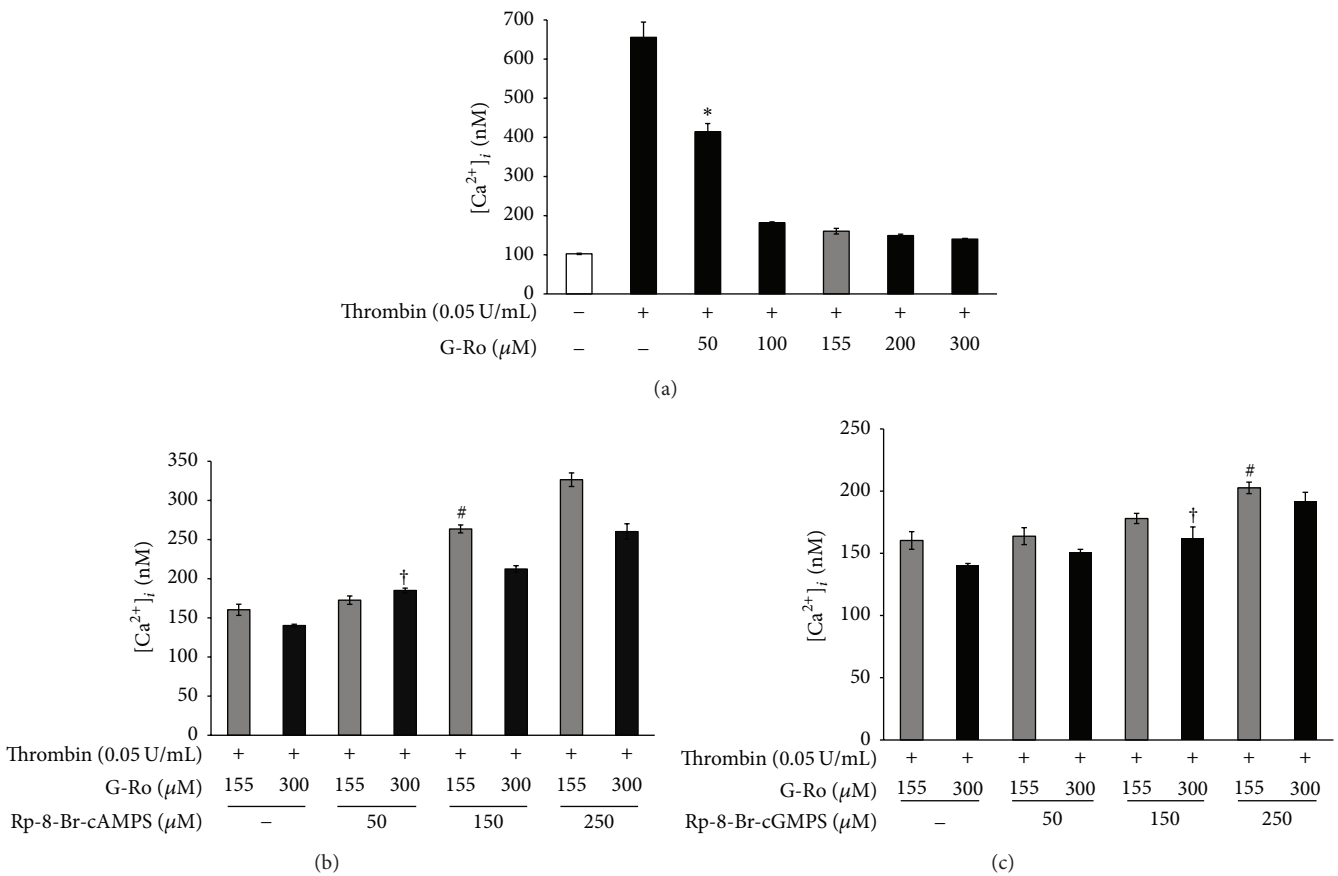 700
600
500
400
300
200
100
0
[Ca²⁺]ᵢ (nM)
*
Thrombin (0.05 U/mL) − + + + + + +
G-Ro (μM) − − 50 100 155 200 300
(a)
350
300
250
200
150
100
50
0
[Ca²⁺]ᵢ (nM)
†
#
Thrombin (0.05 U/mL) + + + + + + + +
G-Ro (μM) 155 300 155 300 155 300 155 300
Rp-8-Br-cAMPS (μM) − 50 150 250
(b)
250
200
150
100
50
0
[Ca²⁺]ᵢ (nM)
†
#
Thrombin (0.05 U/mL) + + + + + + + +
G-Ro (μM) 155 300 155 300 155 300 155 300
Rp-8-Br-cGMPS (μM) − 50 150 250
(c)